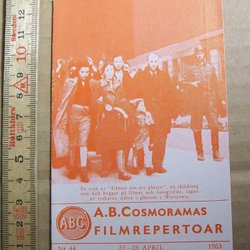 En scen ur "filmen om ett ghetto", en skildring
som helt bygger på filmer och fotografier, tagna
av tyskarna själva i ghettot i Warszawa.
ABC
A.B. COSMORAMAS
FILMREPERTOAR
Nr 44
22—28 APRIL
1963